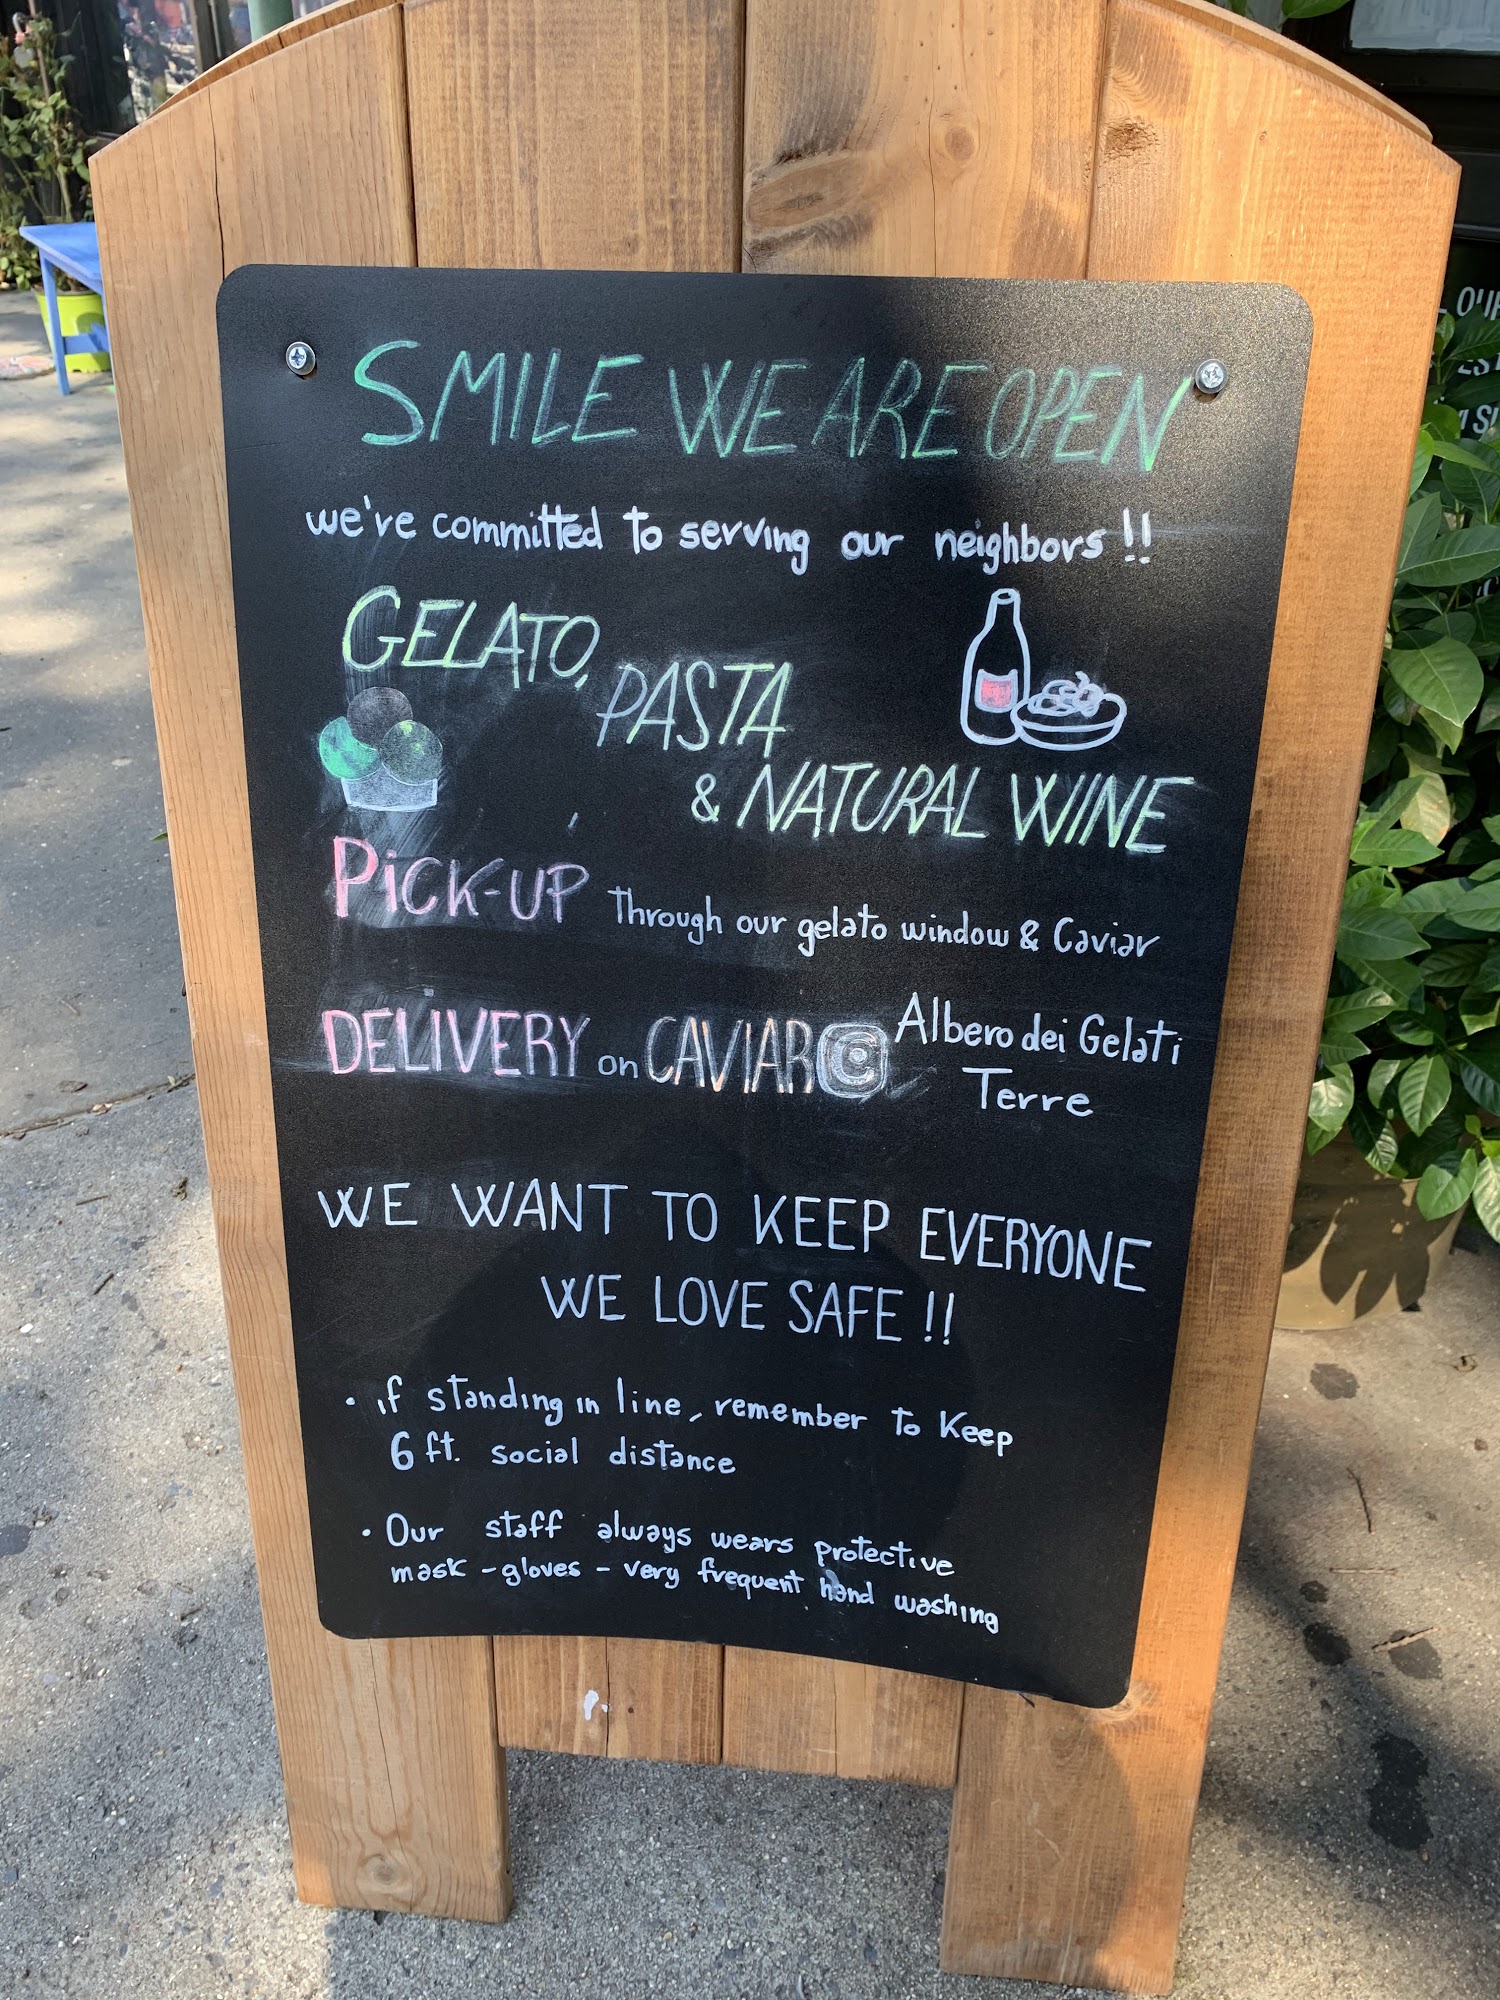 SMILE WE ARE OPEN
we've committed to serving our neighbors !!
GELATO,
PASTA
& NATURAL WINE
PiCK-UP Through our gelato window & Caviar
DELIVERY on CAVIAR C Albero dei Gelati
Terre
WE WANT TO KEEP EVERYONE
WE LOVE SAFE !!
• if standing in line, remember to Keep
6 ft. social distance
• Our staff always wears protective
mask - gloves - very frequent hand washing